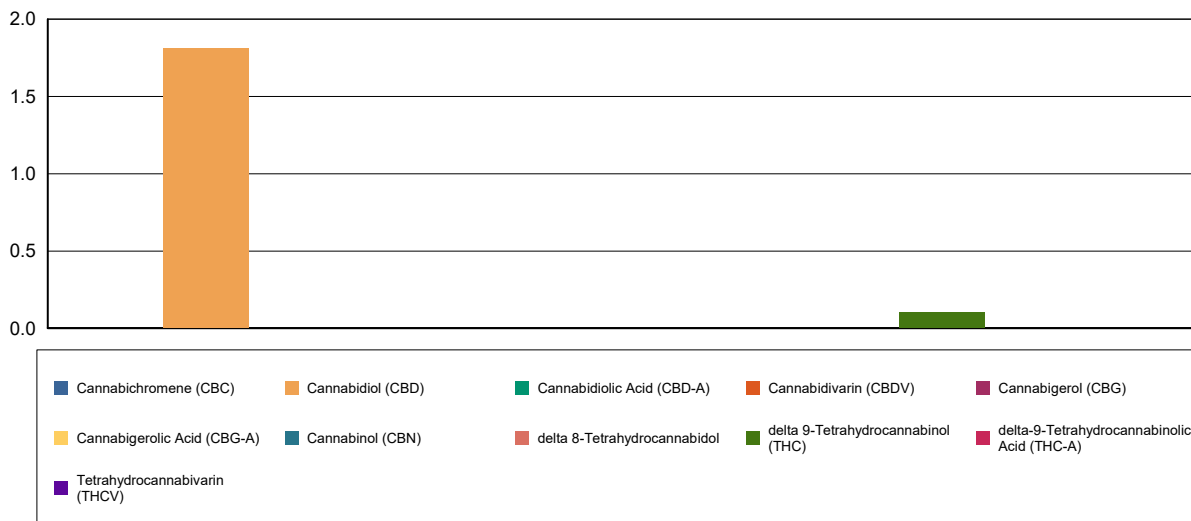 2.0
1.5
1.0
0.5
0.0
Cannabichromene (CBC)
Cannabidiol (CBD)
Cannabidiolic Acid (CBD-A)
Cannabidivarin (CBDV)
Cannabigerol (CBG)
Cannabigerolic Acid (CBG-A)
Cannabinol (CBN)
delta 8-Tetrahydrocannabidol
delta 9-Tetrahydrocannabinol
(THC)
delta-9-Tetrahydrocannabinolic
Acid (THC-A)
Tetrahydrocannabivarin
(THCV)